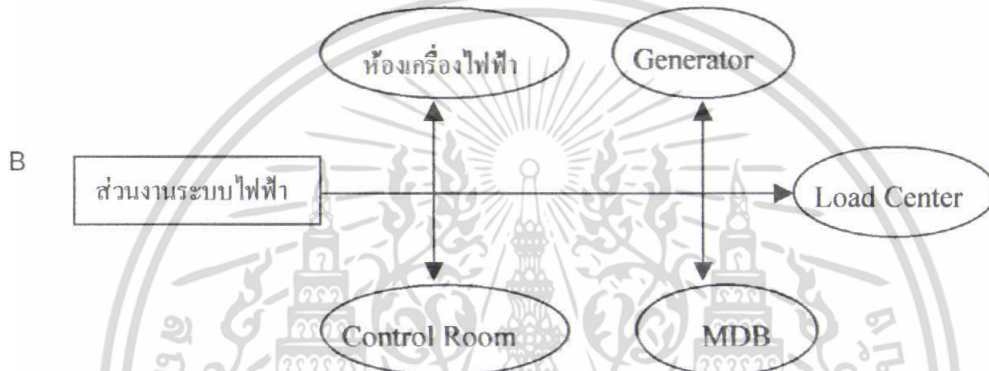 ห้องเครื่องไฟฟ้า
Generator
B
ส่วนงานระบบไฟฟ้า
Load Center
Control Room
MDB